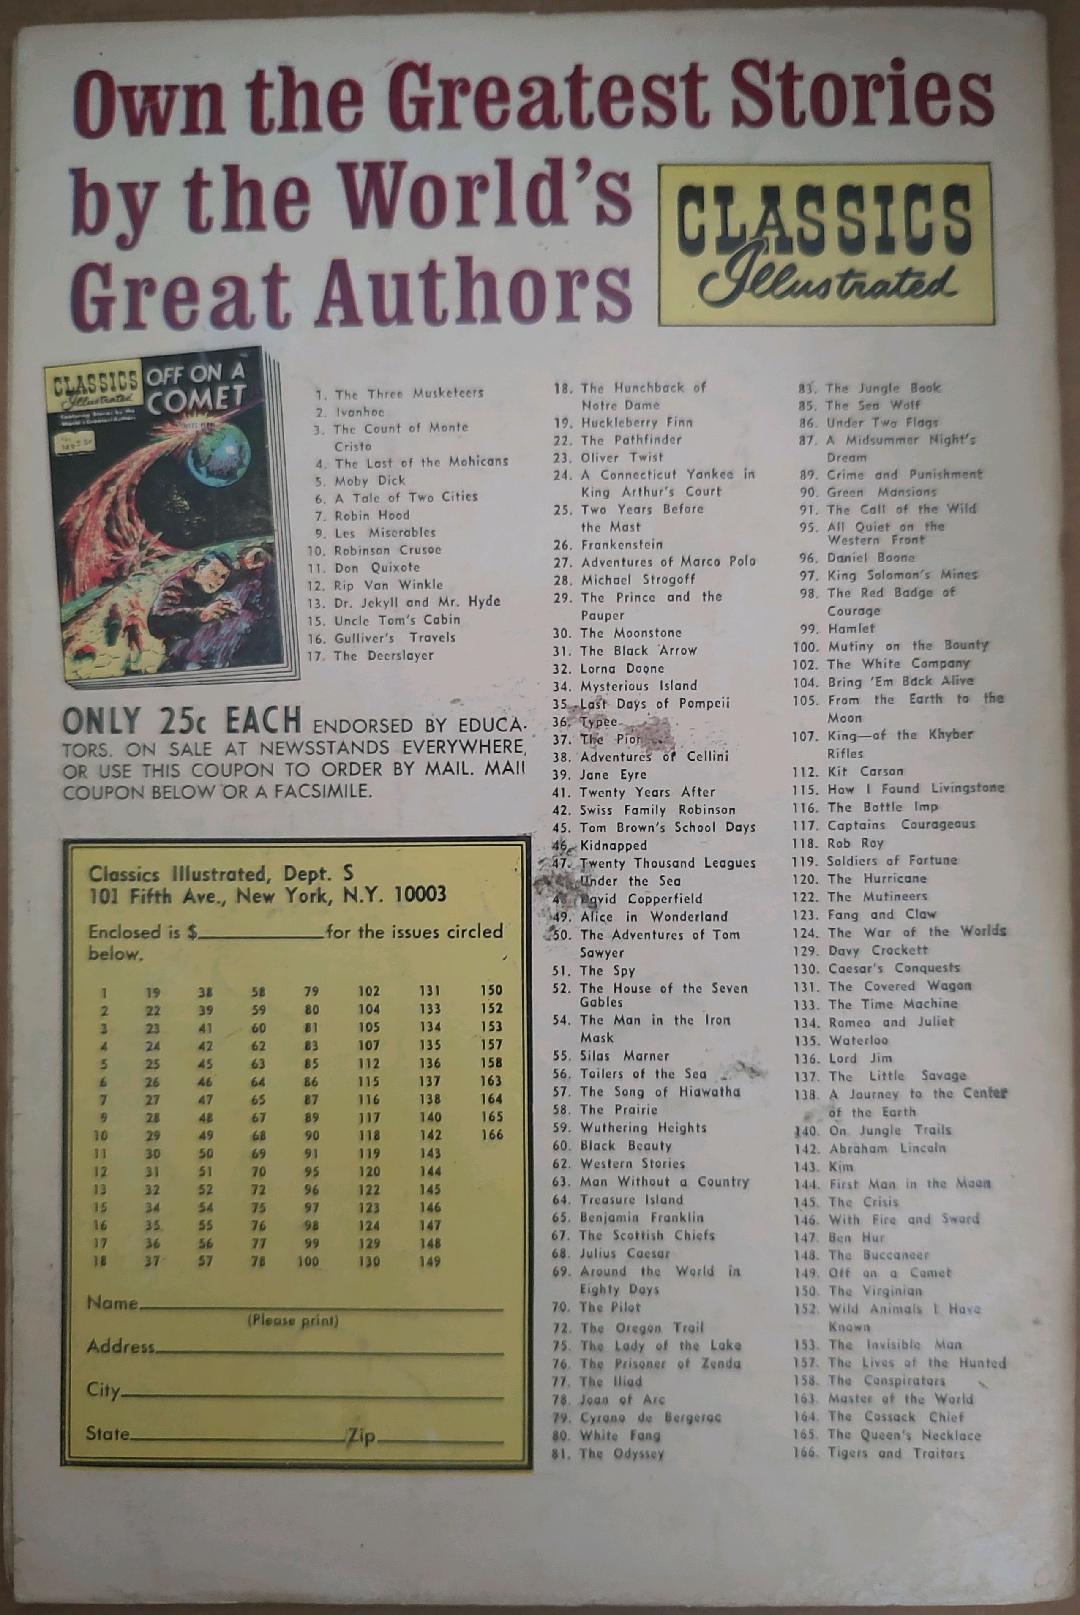 Own the Greatest Stories
by the World's
Great Authors
CLASSICS
Illustrated
CLASSICS
Illustrated
Featuring Stories by the
World's Greatest Authors
OFF ON A
COMET
1. The Three Musketeers
2. Ivanhoe
3. The Count of Monte
Cristo
4. The Last of the Mohicans
5. Moby Dick
6. A Tale of Two Cities
7. Robin Hood
9. Les Miserables
10. Robinson Crusoe
11. Don Quixote
12. Rip Van Winkle
13. Dr. Jekyll and Mr. Hyde
15. Uncle Tom's Cabin
16. Gulliver's Travels
17. The Deerslayer
ONLY 25c EACH ENDORSED BY EDUCA-
TORS. ON SALE AT NEWSSTANDS EVERYWHERE,
OR USE THIS COUPON TO ORDER BY MAIL. MAIL
COUPON BELOW OR A FACSIMILE.
Classics Illustrated, Dept. S
101 Fifth Ave., New York, N.Y. 10003
Enclosed is $____________for the issues circled
below.
1 19 38 58 79 102 131 150
2 22 39 59 80 104 133 152
3 23 41 60 81 105 134 153
4 24 42 62 83 107 135 157
5 25 45 63 85 112 136 158
6 26 46 64 86 115 137 163
7 27 47 65 87 116 138 164
9 28 48 67 89 117 140 165
10 29 49 68 90 118 142 166
11 30 50 69 91 119 143
12 31 51 70 95 120 144
13 32 52 72 96 122 145
15 34 54 75 97 123 146
16 35 55 76 98 124 147
17 36 56 77 99 129 148
18 37 57 78 100 130 149
Name
(Please print)
Address
City
State Zip
18. The Hunchback of
Notre Dame
19. Huckleberry Finn
22. The Pathfinder
23. Oliver Twist
24. A Connecticut Yankee in
King Arthur's Court
25. Two Years Before
the Mast
26. Frankenstein
27. Adventures of Marco Polo
28. Michael Strogoff
29. The Prince and the
Pauper
30. The Moonstone
31. The Black Arrow
32. Lorna Doone
34. Mysterious Island
35. Last Days of Pompeii
36. Typee
37. The
38. Adventures of Cellini
39. Jane Eyre
41. Twenty Years After
42. Swiss Family Robinson
45. Tom Brown's School Days
46. Kidnapped
47. Twenty Thousand Leagues
Under the Sea
48. David Copperfield
49. Alice in Wonderland
50. The Adventures of Tom
Sawyer
51. The Spy
52. The House of the Seven
Gables
54. The Man in the Iron
Mask
55. Silas Marner
56. Toilers of the Sea
57. The Song of Hiawatha
58. The Prairie
59. Wuthering Heights
60. Black Beauty
62. Western Stories
63. Man Without a Country
64. Treasure Island
65. Benjamin Franklin
67. The Scottish Chiefs
68. Julius Caesar
69. Around the World in
Eighty Days
70. The Pilot
72. The Oregon Trail
75. The Lady of the Lake
76. The Prisoner of Zenda
77. The Iliad
78. Joan of Arc
79. Cyrano de Bergerac
80. White Fang
81. The Odyssey
83. The Jungle Book
85. The Sea Wolf
86. Under Two Flags
87. A Midsummer Night's
Dream
89. Crime and Punishment
90. Green Mansions
91. The Call of the Wild
95. All Quiet on the
Western Front
96. Daniel Boone
97. King Solomon's Mines
98. The Red Badge of
Courage
99. Hamlet
100. Mutiny on the Bounty
102. The White Company
104. Bring 'Em Back Alive
105. From the Earth to the
Moon
107. King—of the Khyber
Rifles
112. Kit Carson
115. How I Found Livingstone
116. The Bottle Imp
117. Captains Courageous
118. Rob Roy
119. Soldiers of Fortune
120. The Hurricane
122. The Mutineers
123. Fang and Claw
124. The War of the Worlds
129. Davy Crockett
130. Caesar's Conquests
131. The Covered Wagon
133. The Time Machine
134. Romeo and Juliet
135. Waterloo
136. Lord Jim
137. The Little Savage
138. A Journey to the Center
of the Earth
140. On Jungle Trails
142. Abraham Lincoln
143. Kim
144. First Man in the Moon
145. The Crisis
146. With Fire and Sword
147. Ben Hur
148. The Buccaneer
149. Off on a Comet
150. The Virginian
152. Wild Animals I Have
Known
153. The Invisible Man
157. The Lives of the Hunted
158. The Conspirators
163. Master of the World
164. The Cossack Chief
165. The Queen's Necklace
166. Tigers and Traitors